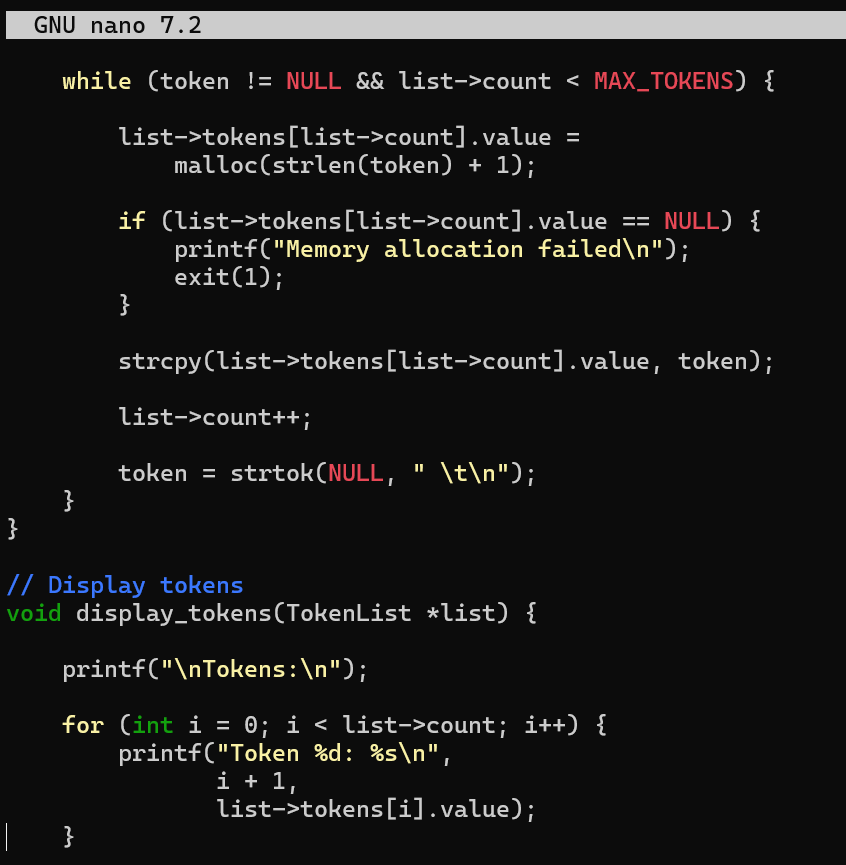 GNU nano 7.2
    while (token != NULL && list->count < MAX_TOKENS) {
        list->tokens[list->count].value =
            malloc(strlen(token) + 1);
        if (list->tokens[list->count].value == NULL) {
            printf("Memory allocation failed\n");
            exit(1);
        }
        strcpy(list->tokens[list->count].value, token);
        list->count++;
        token = strtok(NULL, " \t\n");
    }
}
// Display tokens
void display_tokens(TokenList *list) {
    printf("\nTokens:\n");
    for (int i = 0; i < list->count; i++) {
        printf("Token %d: %s\n",
               i + 1,
               list->tokens[i].value);
    }